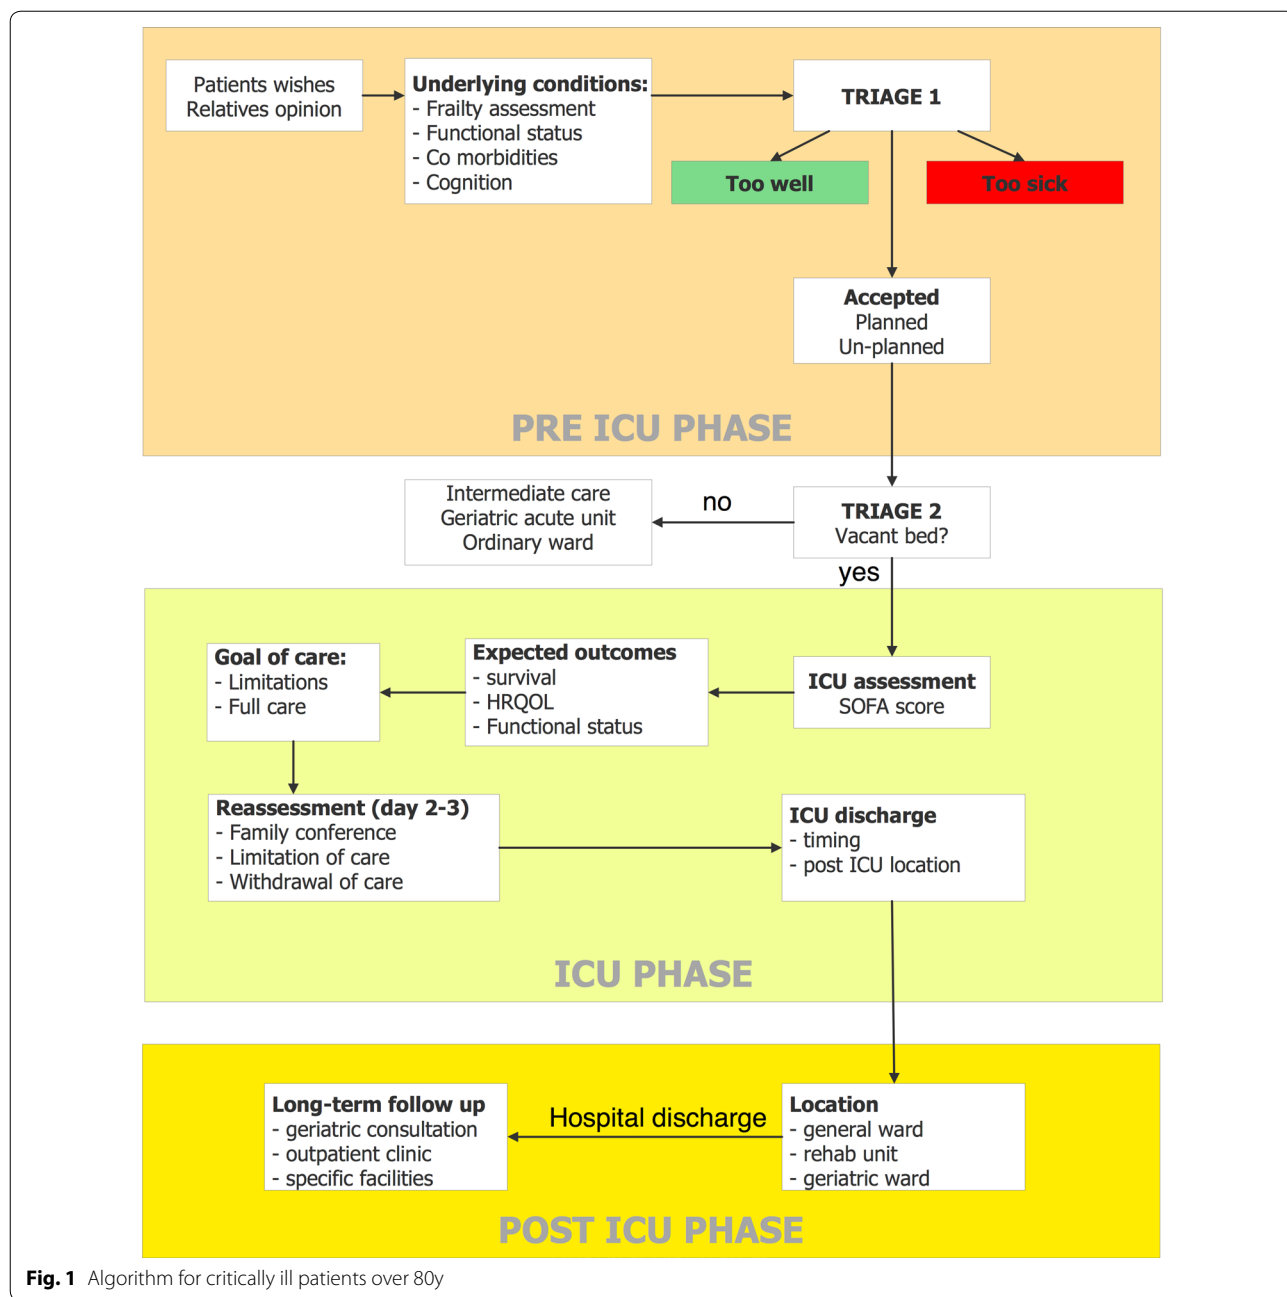 Patients wishes
Relatives opinion
Underlying conditions:
- Frailty assessment
- Functional status
- Co morbidities
- Cognition
TRIAGE 1
Too well
Too sick
Accepted
Planned
Un-planned
PRE ICU PHASE
TRIAGE 2
Vacant bed?
no
Intermediate care
Geriatric acute unit
Ordinary ward
yes
ICU assessment
SOFA score
Expected outcomes
- survival
- HRQOL
- Functional status
Goal of care:
- Limitations
- Full care
Reassessment (day 2-3)
- Family conference
- Limitation of care
- Withdrawal of care
ICU discharge
- timing
- post ICU location
ICU PHASE
Location
- general ward
- rehab unit
- geriatric ward
Hospital discharge
Long-term follow up
- geriatric consultation
- outpatient clinic
- specific facilities
POST ICU PHASE
Fig. 1 Algorithm for critically ill patients over 80y